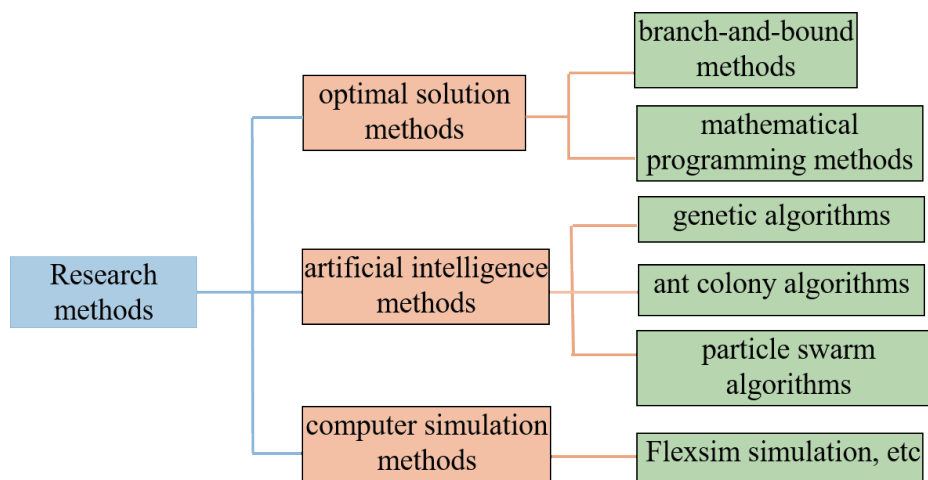 Research
methods
optimal solution
methods
branch-and-bound
methods
mathematical
programming methods
artificial intelligence
methods
genetic algorithms
ant colony algorithms
particle swarm
algorithms
computer simulation
methods
Flexsim simulation, etc